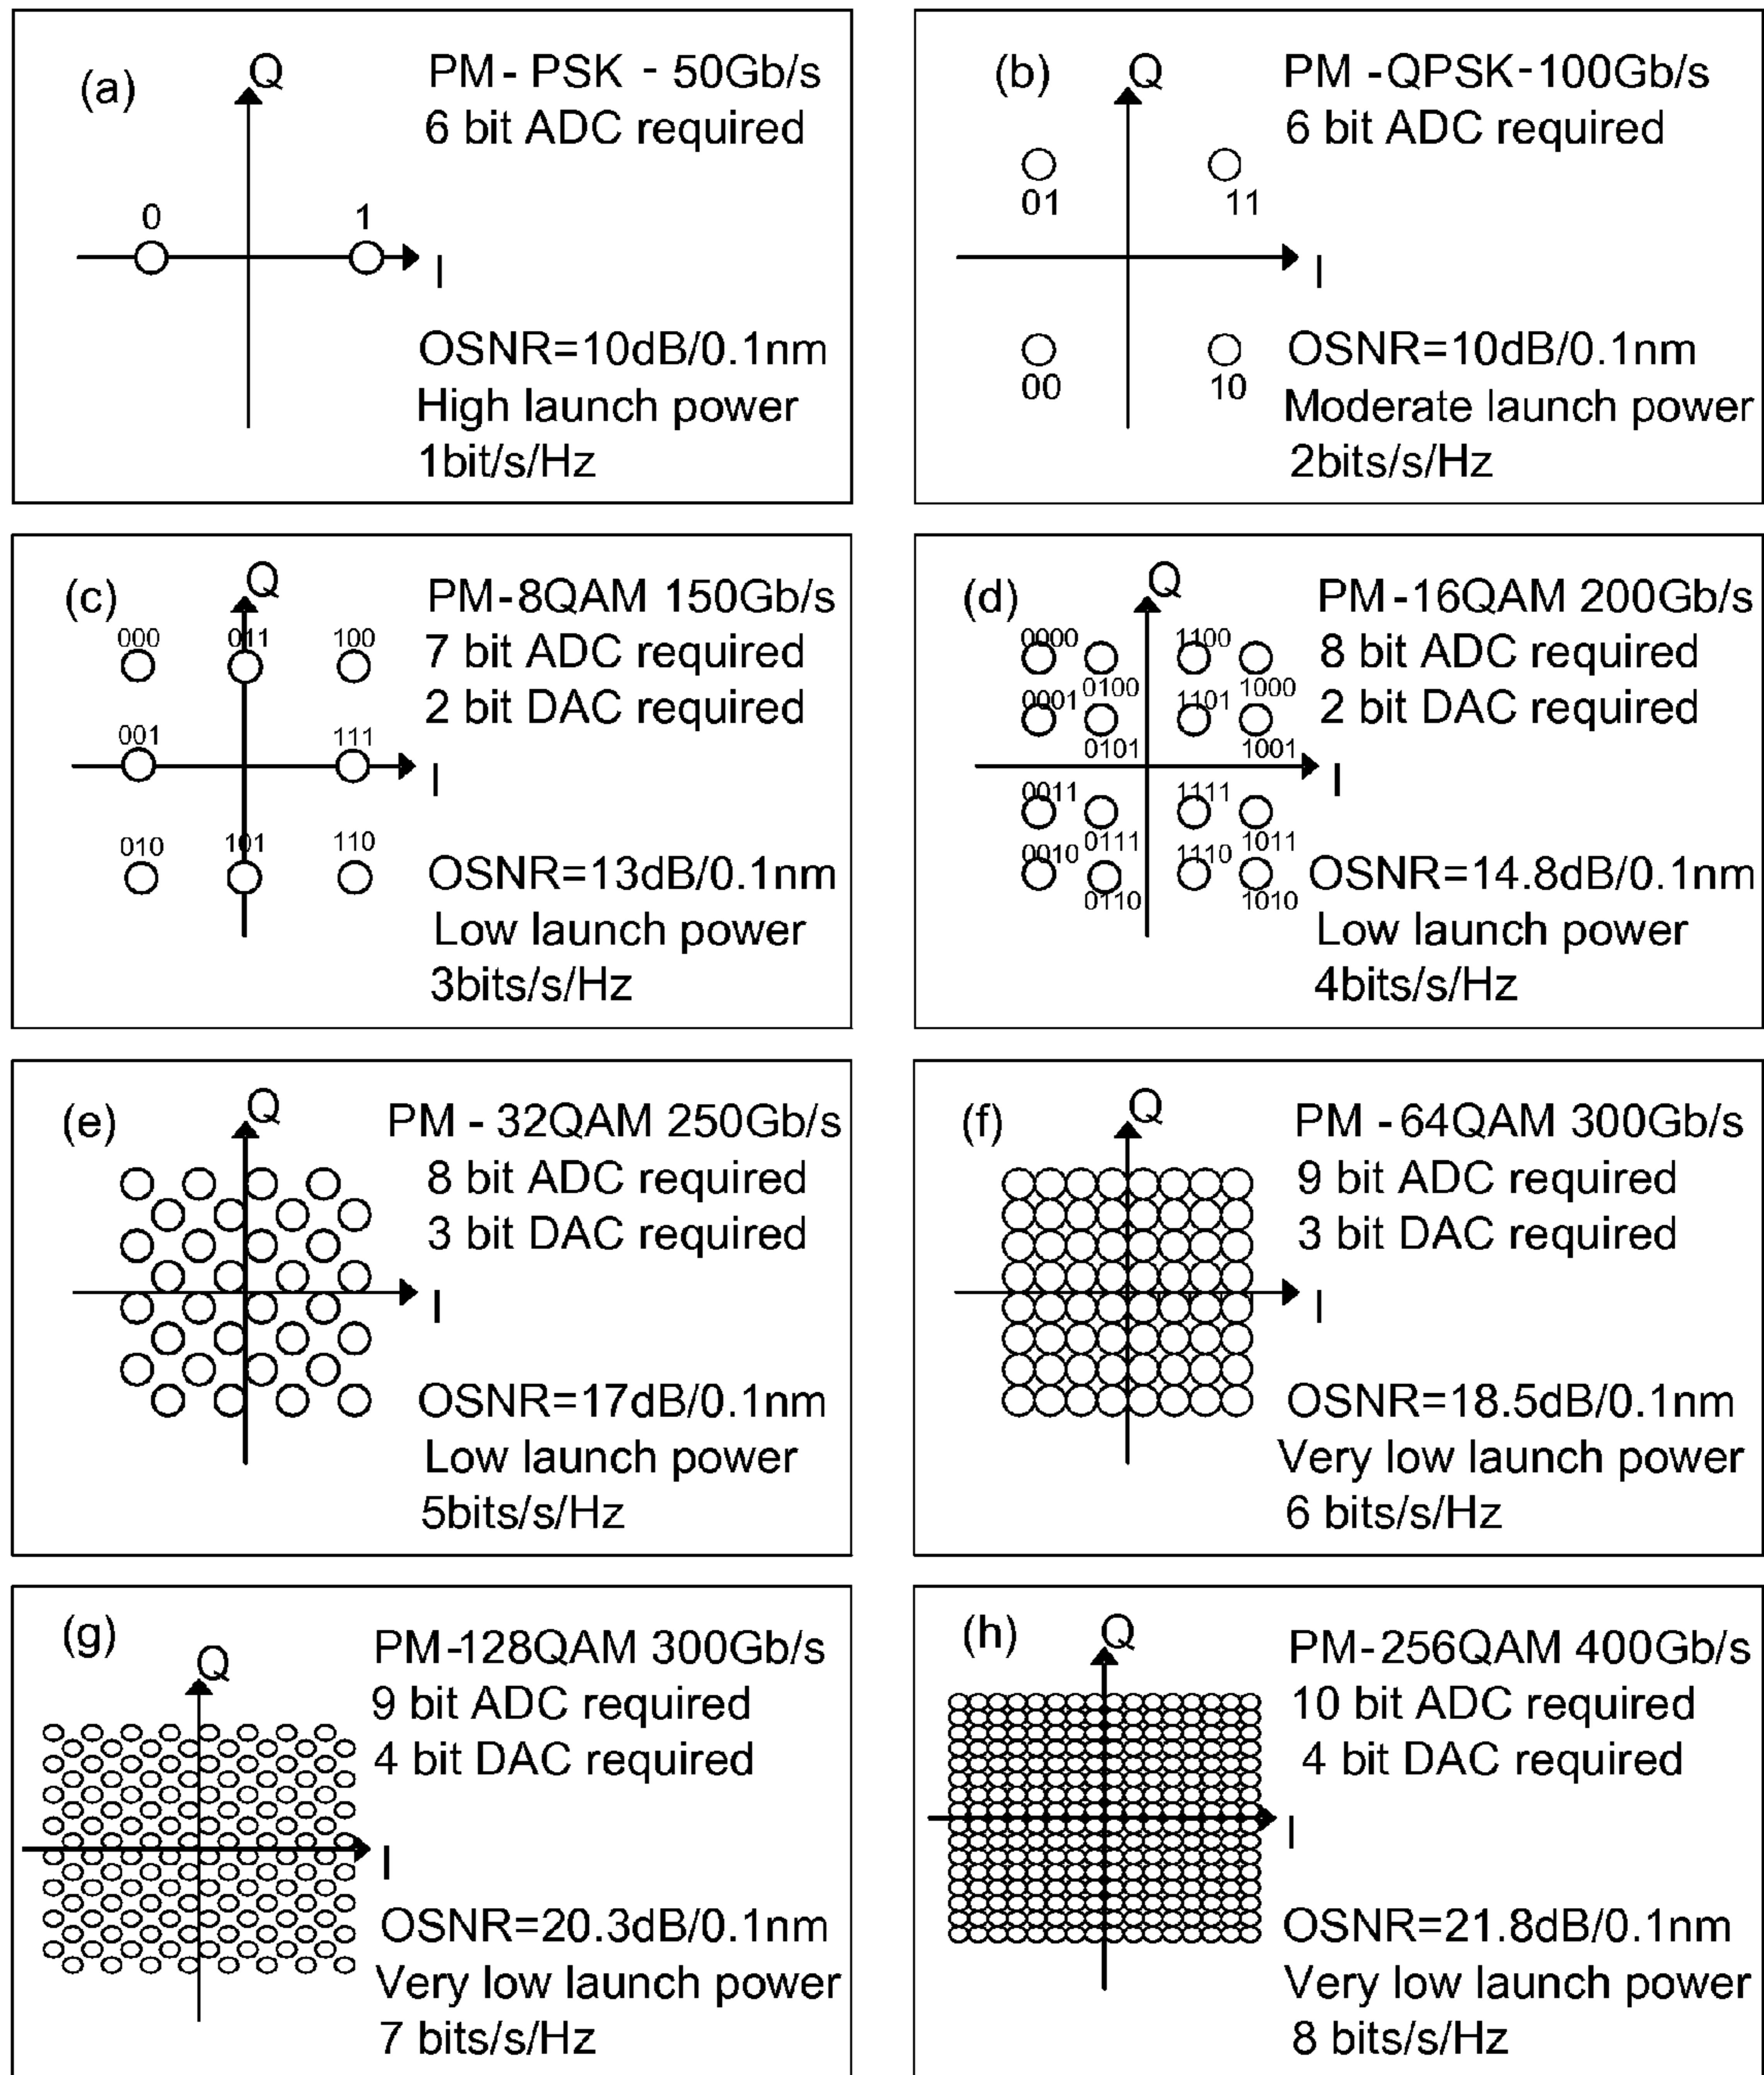 (a)
Q
PM- PSK - 50Gb/s
6 bit ADC required
0
1
I
OSNR=10dB/0.1nm
High launch power
1bit/s/Hz
(b)
Q
PM -QPSK-100Gb/s
6 bit ADC required
01
11
I
00
10
OSNR=10dB/0.1nm
Moderate launch power
2bits/s/Hz
(c)
Q
PM-8QAM 150Gb/s
7 bit ADC required
2 bit DAC required
000
011
100
001
111
I
010
101
110
OSNR=13dB/0.1nm
Low launch power
3bits/s/Hz
(d)
Q
PM-16QAM 200Gb/s
8 bit ADC required
2 bit DAC required
0000
1100
0100
1000
0001
1101
0101
1001
I
0011
1111
0111
1011
0010
1110
0110
1010
OSNR=14.8dB/0.1nm
Low launch power
4bits/s/Hz
(e)
Q
PM - 32QAM 250Gb/s
8 bit ADC required
3 bit DAC required
I
OSNR=17dB/0.1nm
Low launch power
5bits/s/Hz
(f)
Q
PM - 64QAM 300Gb/s
9 bit ADC required
3 bit DAC required
I
OSNR=18.5dB/0.1nm
Very low launch power
6 bits/s/Hz
(g)
Q
PM-128QAM 300Gb/s
9 bit ADC required
4 bit DAC required
I
OSNR=20.3dB/0.1nm
Very low launch power
7 bits/s/Hz
(h)
Q
PM-256QAM 400Gb/s
10 bit ADC required
4 bit DAC required
I
OSNR=21.8dB/0.1nm
Very low launch power
8 bits/s/Hz